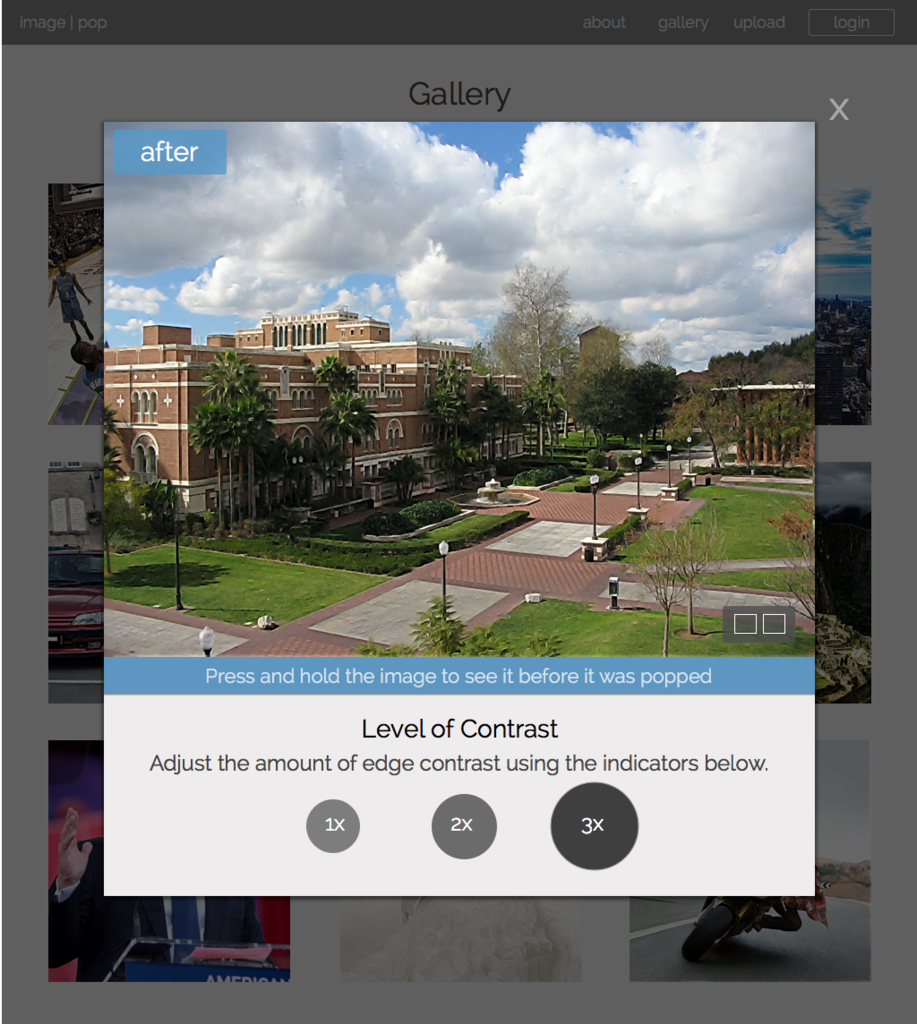 image | pop
about gallery upload login
Gallery
X
after
Press and hold the image to see it before it was popped
Level of Contrast
Adjust the amount of edge contrast using the indicators below.
1x 2x 3x
AMERICAN